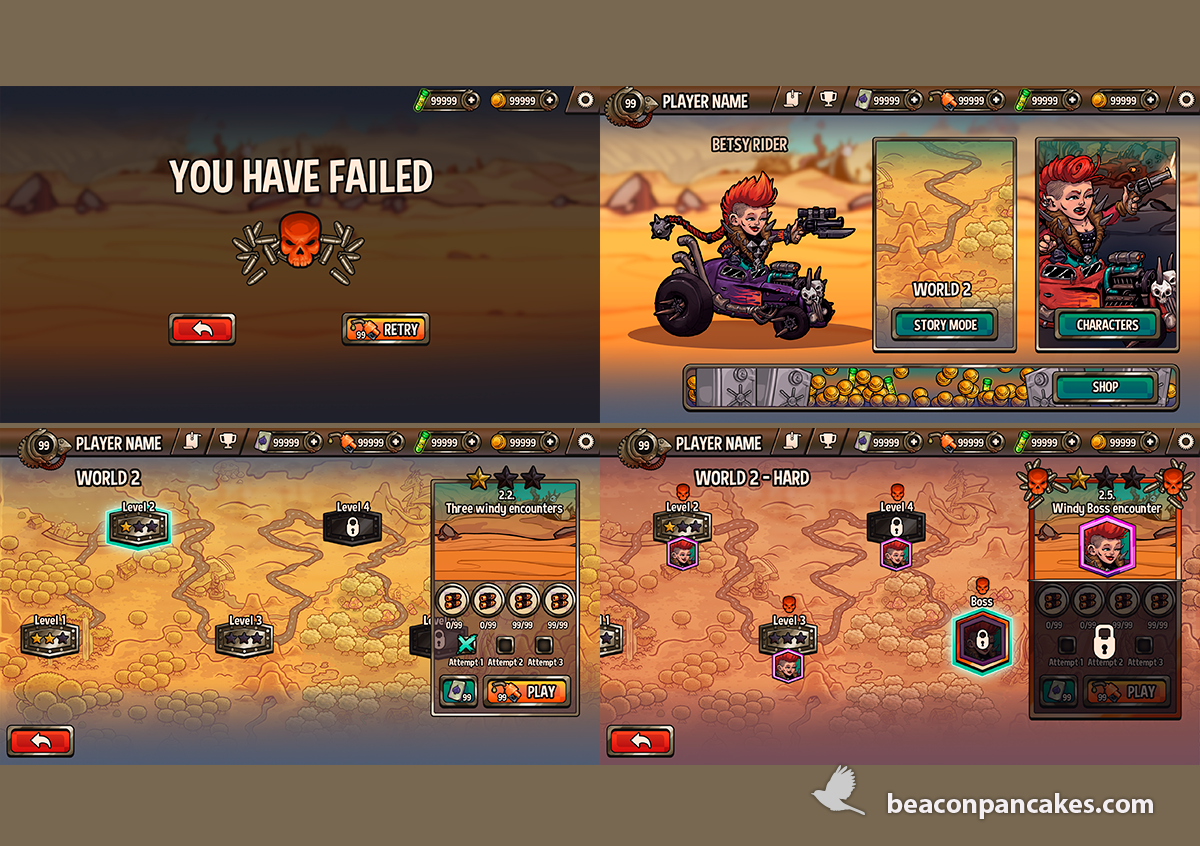 99999
99999
YOU HAVE FAILED
99
RETRY
99
PLAYER NAME
99999
99999
99999
99999
BETSY RIDER
WORLD 2
STORY MODE
CHARACTERS
SHOP
99
PLAYER NAME
99999
99999
99999
99999
WORLD 2
Level 2
Level 4
Level 1
Level 3
2.2.
Three windy encounters
0/99
0/99
99/99
99/99
Attempt 1
Attempt 2
Attempt 3
99
99
PLAY
99
PLAYER NAME
99999
99999
99999
99999
WORLD 2 - HARD
Level 2
Level 4
Level 3
Boss
2.5.
Windy Boss encounter
0/99
0/99
99/99
99/99
Attempt 1
Attempt 2
Attempt 3
99
99
PLAY
beaconpancakes.com